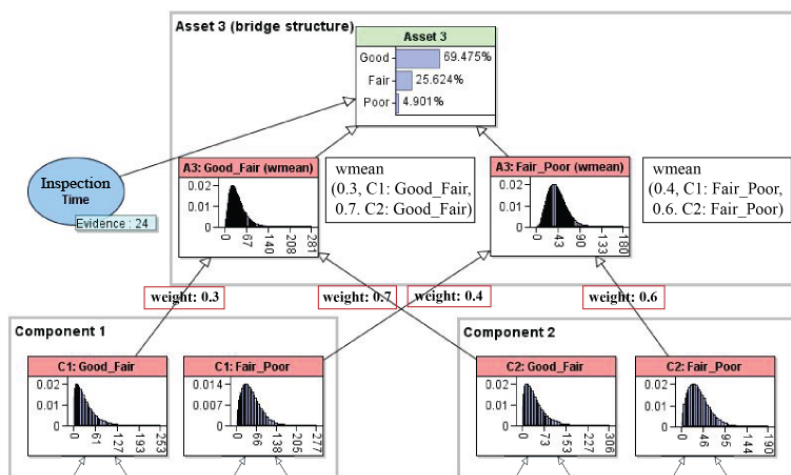 Asset 3 (bridge structure)
Asset 3
Good 69.475%
Fair 25.624%
Poor 4.901%
Inspection
Time
Evidence : 24
A3: Good_Fair (wmean)
0.02
0.01
0
0 67 140 208 281
wmean
(0.3, C1: Good_Fair,
0.7. C2: Good_Fair)
A3: Fair_Poor (wmean)
0.02
0.01
0
0 43 90 133 180
wmean
(0.4, C1: Fair_Poor,
0.6. C2: Fair_Poor)
weight: 0.3
weight: 0.7
weight: 0.4
weight: 0.6
Component 1
C1: Good_Fair
0.02
0.01
0
0 61 127 193 253
C1: Fair_Poor
0.014
0.007
0
0 66 138 205 277
Component 2
C2: Good_Fair
0.02
0.01
0
0 73 153 226 306
C2: Fair_Poor
0.02
0.01
0
0 46 95 144 190